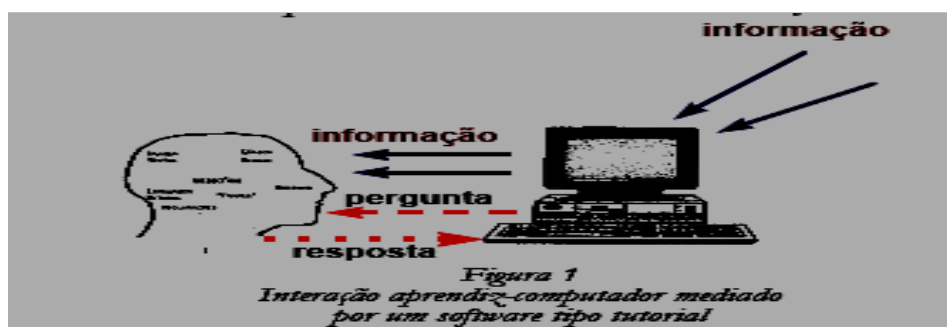 informação
informação
pergunta
resposta
Figura 1
Interação aprendiz-computador mediado
por um software tipo tutorial